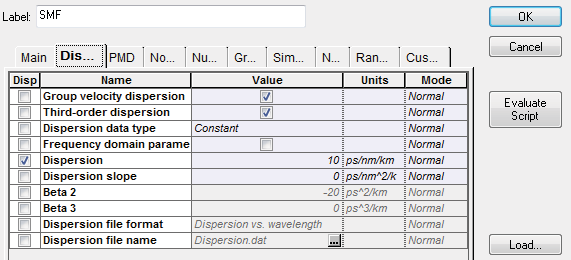 Label: SMF OK
Cancel
Main Dis... PMD No... Nu... Gr... Sim... N... Ran... Cus...
Disp Name Value Units Mode
Group velocity dispersion Normal
Third-order dispersion Normal
Evaluate Script
Dispersion data type Constant Normal
Frequency domain parame Normal
Dispersion 10 ps/nm/km Normal
Dispersion slope 0 ps/nm^2/k Normal
Beta 2 -20 ps^2/km Normal
Beta 3 0 ps^3/km Normal
Dispersion file format Dispersion vs. wavelength Normal
Dispersion file name Dispersion.dat ... Normal
Load...